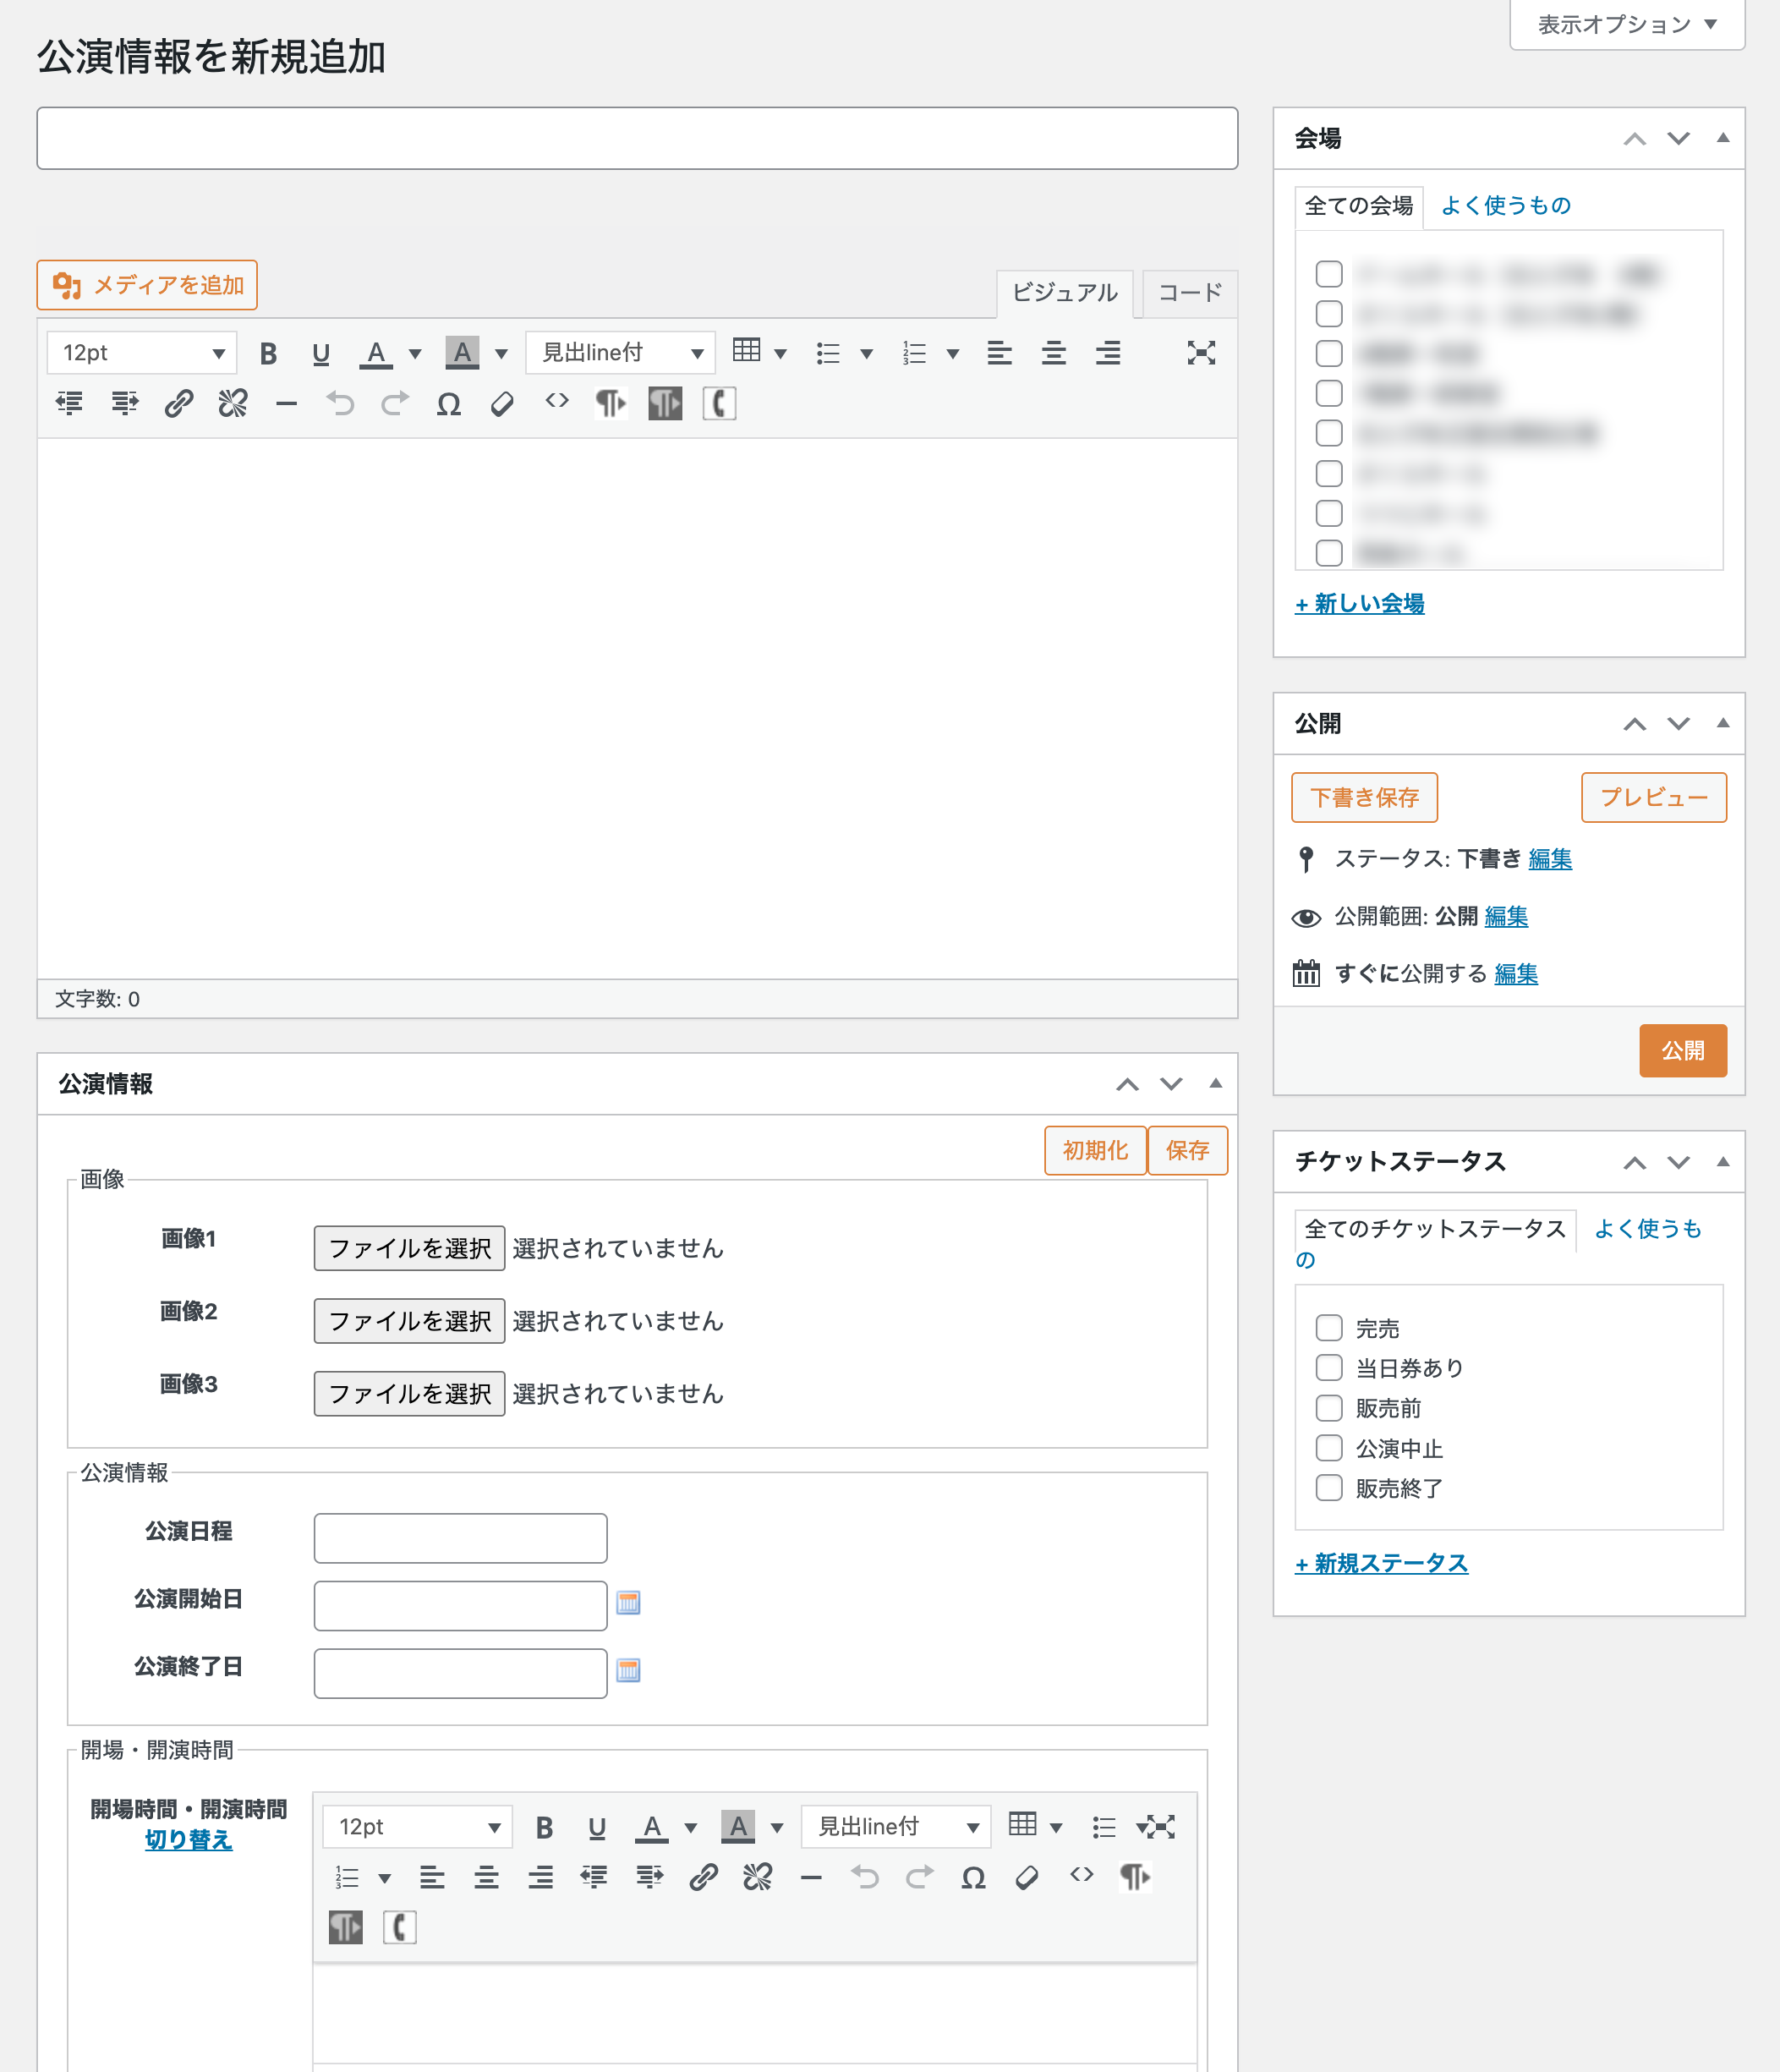 表示オプション ▼
公演情報を新規追加
メディアを追加
ビジュアル
コード
12pt
B
U
A
A
見出line付
Ω
文字数: 0
公演情報
初期化
保存
画像
画像1
ファイルを選択 選択されていません
画像2
ファイルを選択 選択されていません
画像3
ファイルを選択 選択されていません
公演情報
公演日程
公演開始日
公演終了日
開場・開演時間
開場時間・開演時間
切り替え
12pt
B
U
A
A
見出line付
Ω
会場
全ての会場
よく使うもの
+ 新しい会場
公開
下書き保存
プレビュー
ステータス: 下書き 編集
公開範囲: 公開 編集
すぐに公開する 編集
公開
チケットステータス
全てのチケットステータス
よく使うも
の
完売
当日券あり
販売前
公演中止
販売終了
+ 新規ステータス